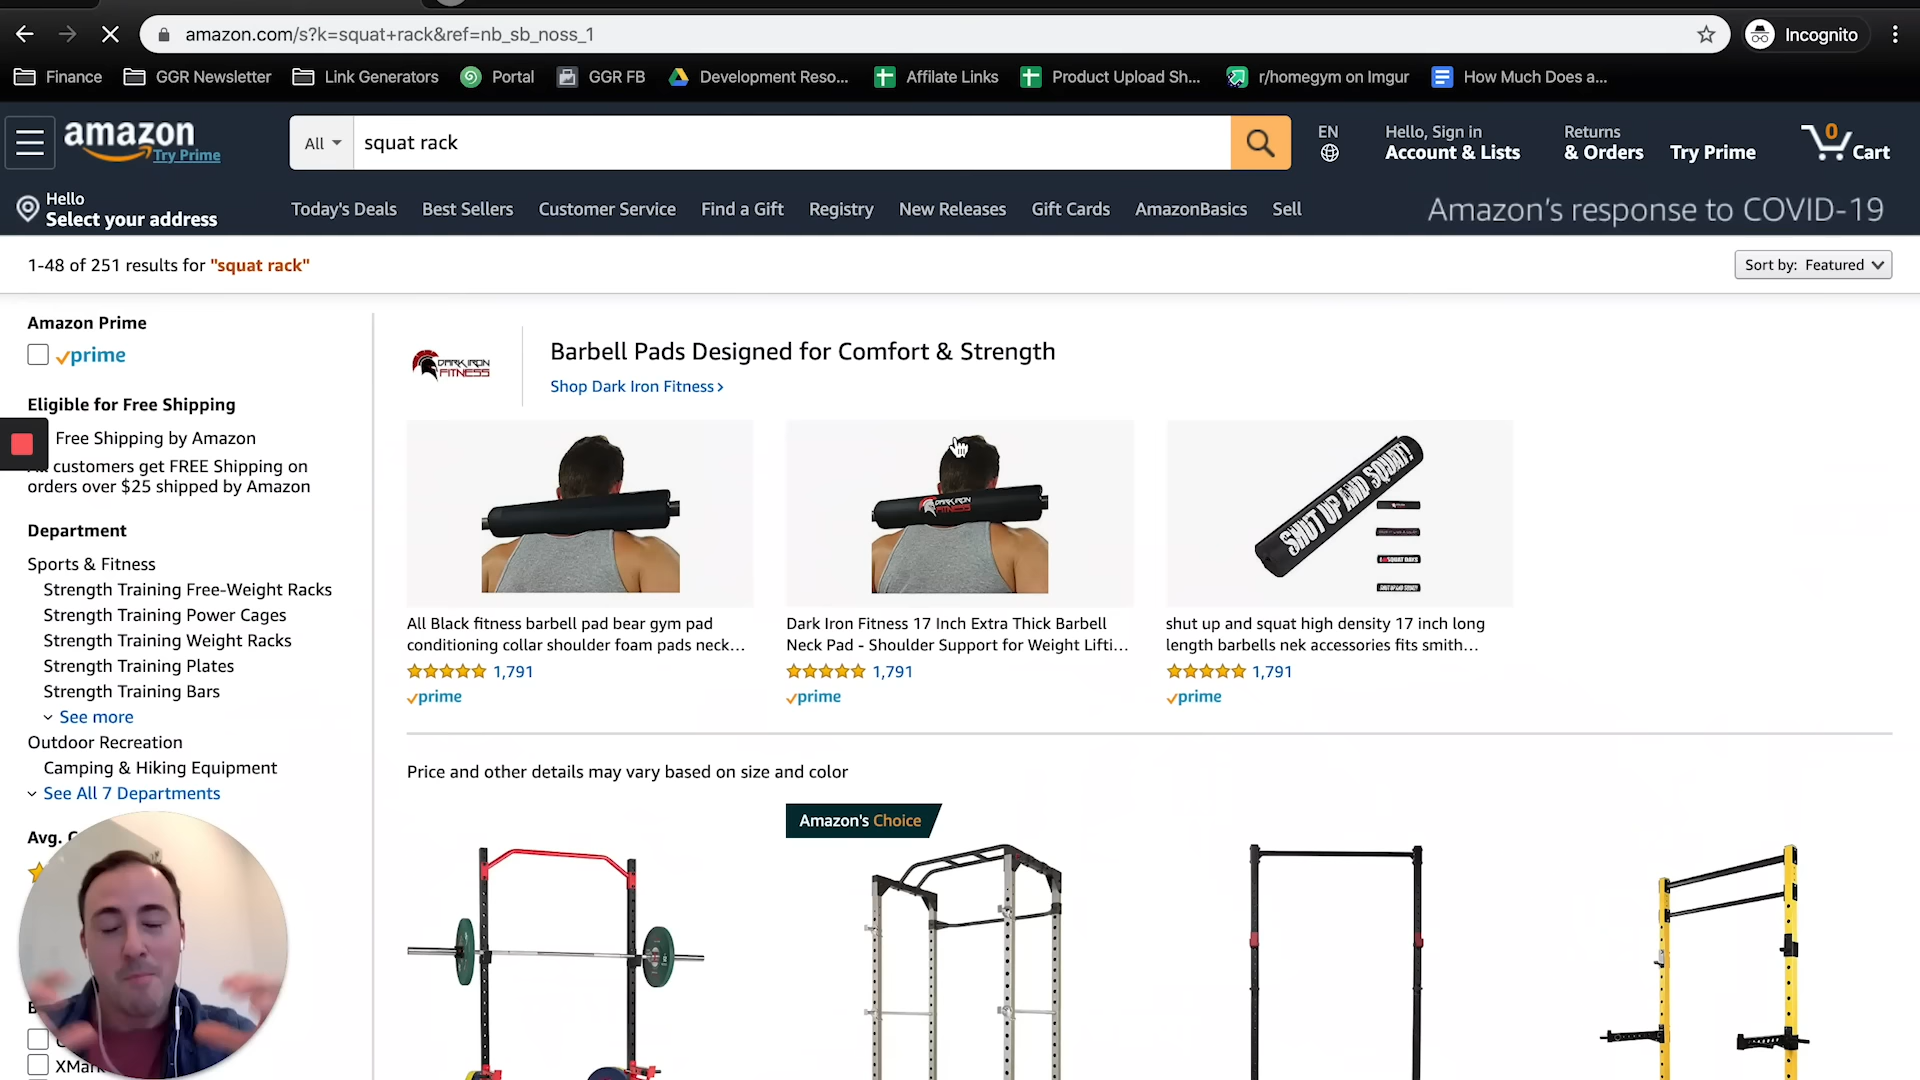 amazon.com/s?k=squat+rack&ref=nb_sb_noss_1
Incognito
Finance
GGR Newsletter
Link Generators
Portal
GGR FB
Development Reso...
Affilate Links
Product Upload Sh...
r/homegym on Imgur
How Much Does a...
amazon
Try Prime
All
squat rack
EN
Hello, Sign in
Account & Lists
Returns
& Orders
Try Prime
0
Cart
Hello
Select your address
Today's Deals
Best Sellers
Customer Service
Find a Gift
Registry
New Releases
Gift Cards
AmazonBasics
Sell
Amazon's response to COVID-19
1-48 of 251 results for "squat rack"
Sort by: Featured
Amazon Prime
prime
Eligible for Free Shipping
Free Shipping by Amazon
customers get FREE Shipping on
orders over $25 shipped by Amazon
Department
Sports & Fitness
Strength Training Free-Weight Racks
Strength Training Power Cages
Strength Training Weight Racks
Strength Training Plates
Strength Training Bars
See more
Outdoor Recreation
Camping & Hiking Equipment
See All 7 Departments
Avg.
DARK IRON
FITNESS
Barbell Pads Designed for Comfort & Strength
Shop Dark Iron Fitness ›
DARK IRON
FITNESS
SHUT UP AND SQUAT!
All Black fitness barbell pad bear gym pad
conditioning collar shoulder foam pads neck...
1,791
prime
Dark Iron Fitness 17 Inch Extra Thick Barbell
Neck Pad - Shoulder Support for Weight Lifti...
1,791
prime
shut up and squat high density 17 inch long
length barbells nek accessories fits smith...
1,791
prime
Price and other details may vary based on size and color
Amazon's Choice